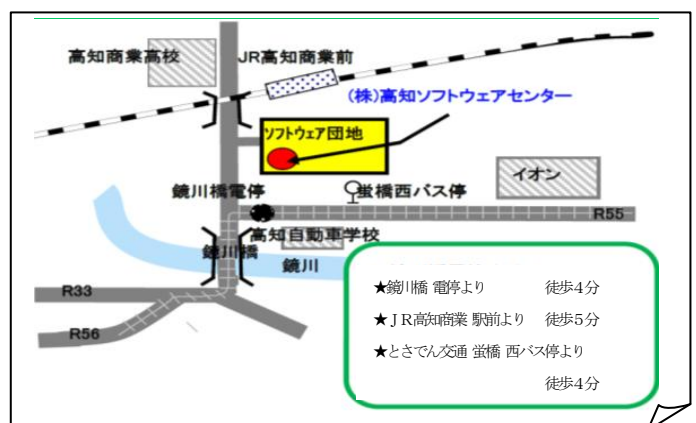 高知商業高校
JR高知商業前
(株)高知ソフトウェアセンター
ソフトウェア団地
鏡川橋電停
蛍橋西バス停
イオン
R55
高知自動車学校
鏡川橋
鏡川
R33
R56
★鏡川橋 電停より 徒歩4分
★ＪＲ高知商業 駅前より 徒歩5分
★とさでん交通 蛍橋 西バス停より
徒歩4分